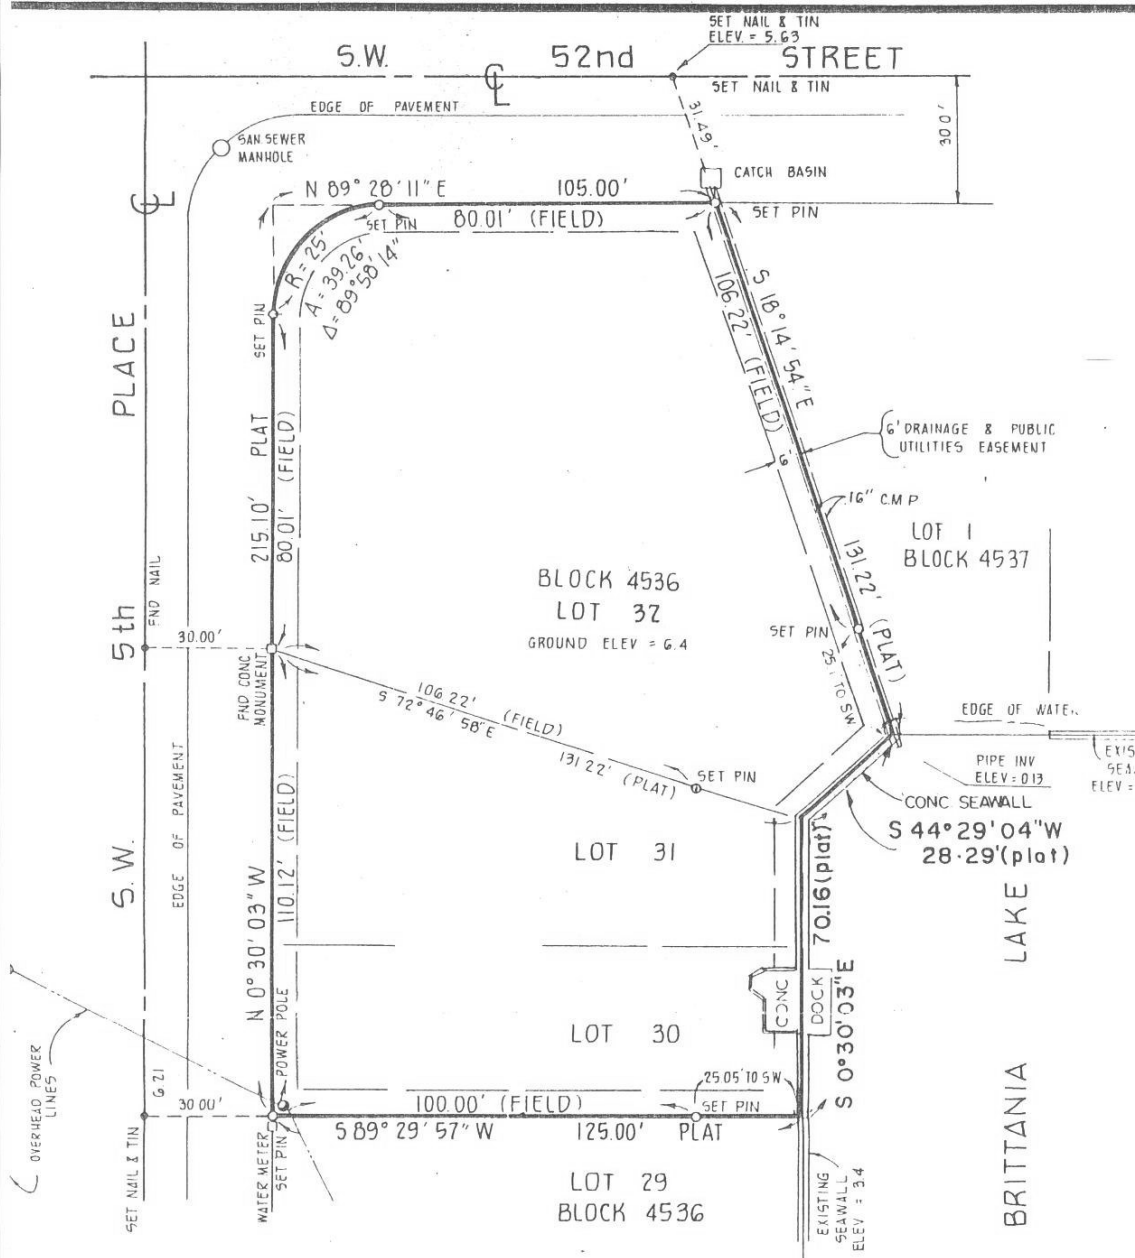 SET NAIL & TIN
ELEV. = 5.63
S.W. 52nd STREET
SET NAIL & TIN
EDGE OF PAVEMENT
31.49'
30.0'
SAN. SEWER
MANHOLE
CATCH BASIN
N 89° 28' 11" E 105.00'
SET PIN
80.01' (FIELD)
SET PIN
R = 25'
A = 39.26'
Δ = 89° 58' 14"
SET PIN
S 18° 14' 54" E
106.22' (FIELD)
6'
6' DRAINAGE & PUBLIC
UTILITIES EASEMENT
16" C.M.P
LOT 1
BLOCK 4537
131.22' (PLAT)
SET PIN
S.W. 5th PLACE
FND NAIL
215.10' PLAT
80.01' (FIELD)
BLOCK 4536
LOT 32
GROUND ELEV = 6.4
30.00'
FND CONC
MONUMENT
106.22' (FIELD)
S 72° 46' 58" E
131.22' (PLAT)
SET PIN
TO SW
EDGE OF WATER
PIPE INV
ELEV = 0.13
ELEV =
CONC SEAWALL
S 44° 29' 04" W
28.29' (plat)
EDGE OF PAVEMENT
N 0° 30' 03" W
110.12' (FIELD)
LOT 31
70.16 (plat)
S 0° 30' 03" E
CONC
DOCK
BRITTANIA LAKE
LOT 30
POWER POLE
OVERHEAD POWER
LINES
6.21
30.00'
SET NAIL & TIN
100.00' (FIELD)
25.05' TO SW
SET PIN
S 89° 29' 57" W 125.00' PLAT
WATER METER
SET PIN
LOT 29
BLOCK 4536
EXISTING
SEAWALL
ELEV = 3.4